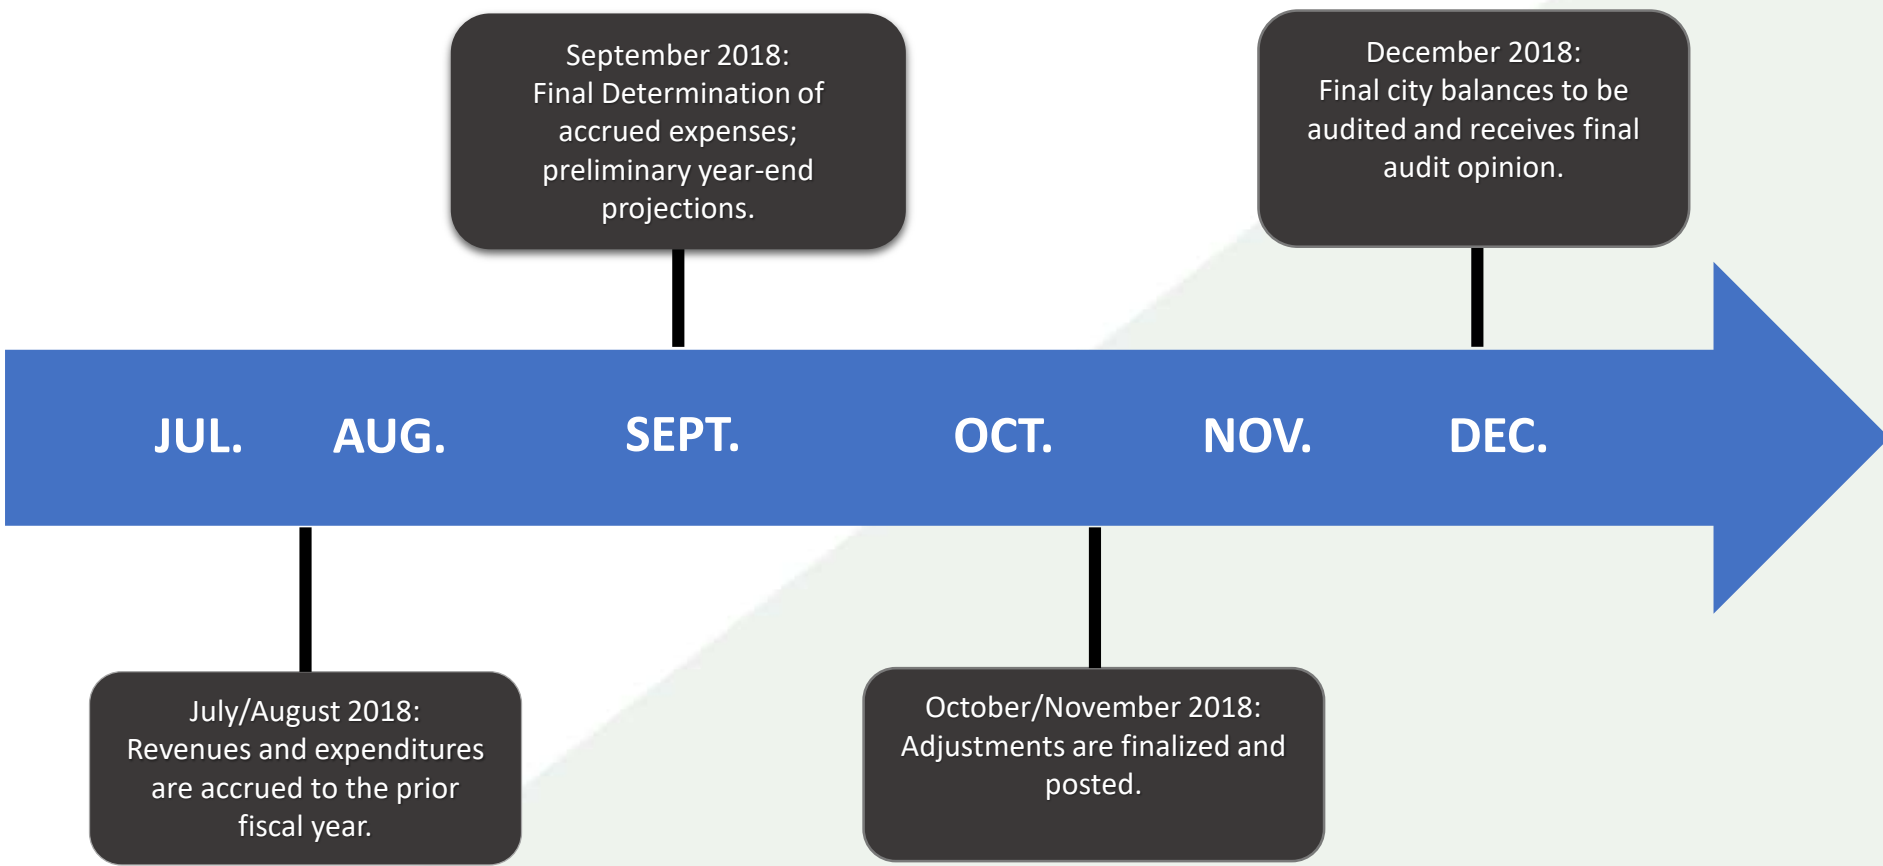 September 2018:
Final Determination of
accrued expenses;
preliminary year-end
projections.
December 2018:
Final city balances to be
audited and receives final
audit opinion.
JUL. AUG. SEPT. OCT. NOV. DEC.
July/August 2018:
Revenues and expenditures
are accrued to the prior
fiscal year.
October/November 2018:
Adjustments are finalized and
posted.